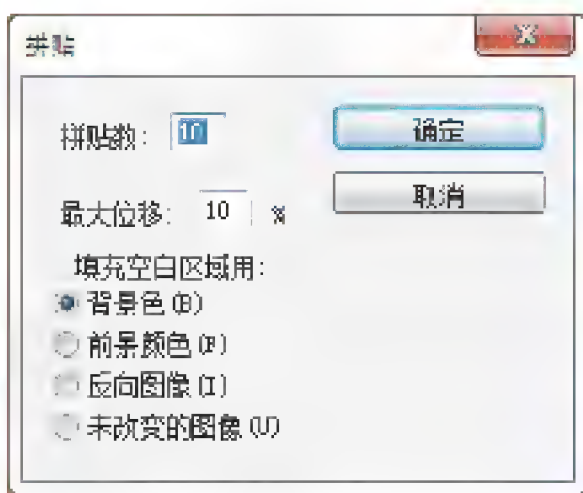 拼贴
拼贴数: 10
确定
最大位移: 10 %
取消
填充空白区域用:
背景色(B)
前景颜色(F)
反向图像(I)
未改变的图像(U)